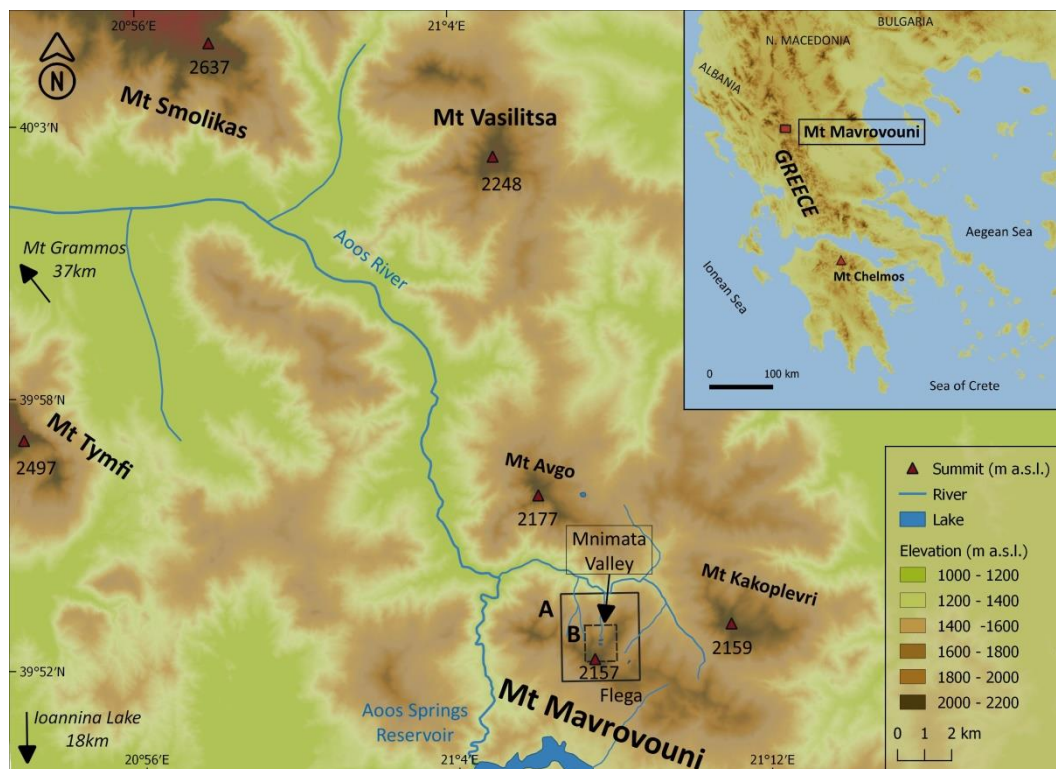 20°56'E
21°4'E
2637
Mt Smolikas
N
40°3'N
Mt Vasilitsa
2248
Mt Grammos
37km
Aoos River
39°58'N
Mt Tymfi
2497
Mt Avgo
2177
Mnimata
Valley
Mt Kakoplevri
2159
A
B
2157
Flega
39°52'N
Mt Mavrovouni
Aoos Springs
Reservoir
Ioannina Lake
18km
20°56'E
21°4'E
21°12'E
BULGARIA
N. MACEDONIA
ALBANIA
Mt Mavrovouni
GREECE
Aegean Sea
Ionean Sea
Mt Chelmos
0 100 km
Sea of Crete
Summit (m a.s.l.)
River
Lake
Elevation (m a.s.l.)
1000 - 1200
1200 - 1400
1400 -1600
1600 - 1800
1800 - 2000
2000 - 2200
0 1 2 km